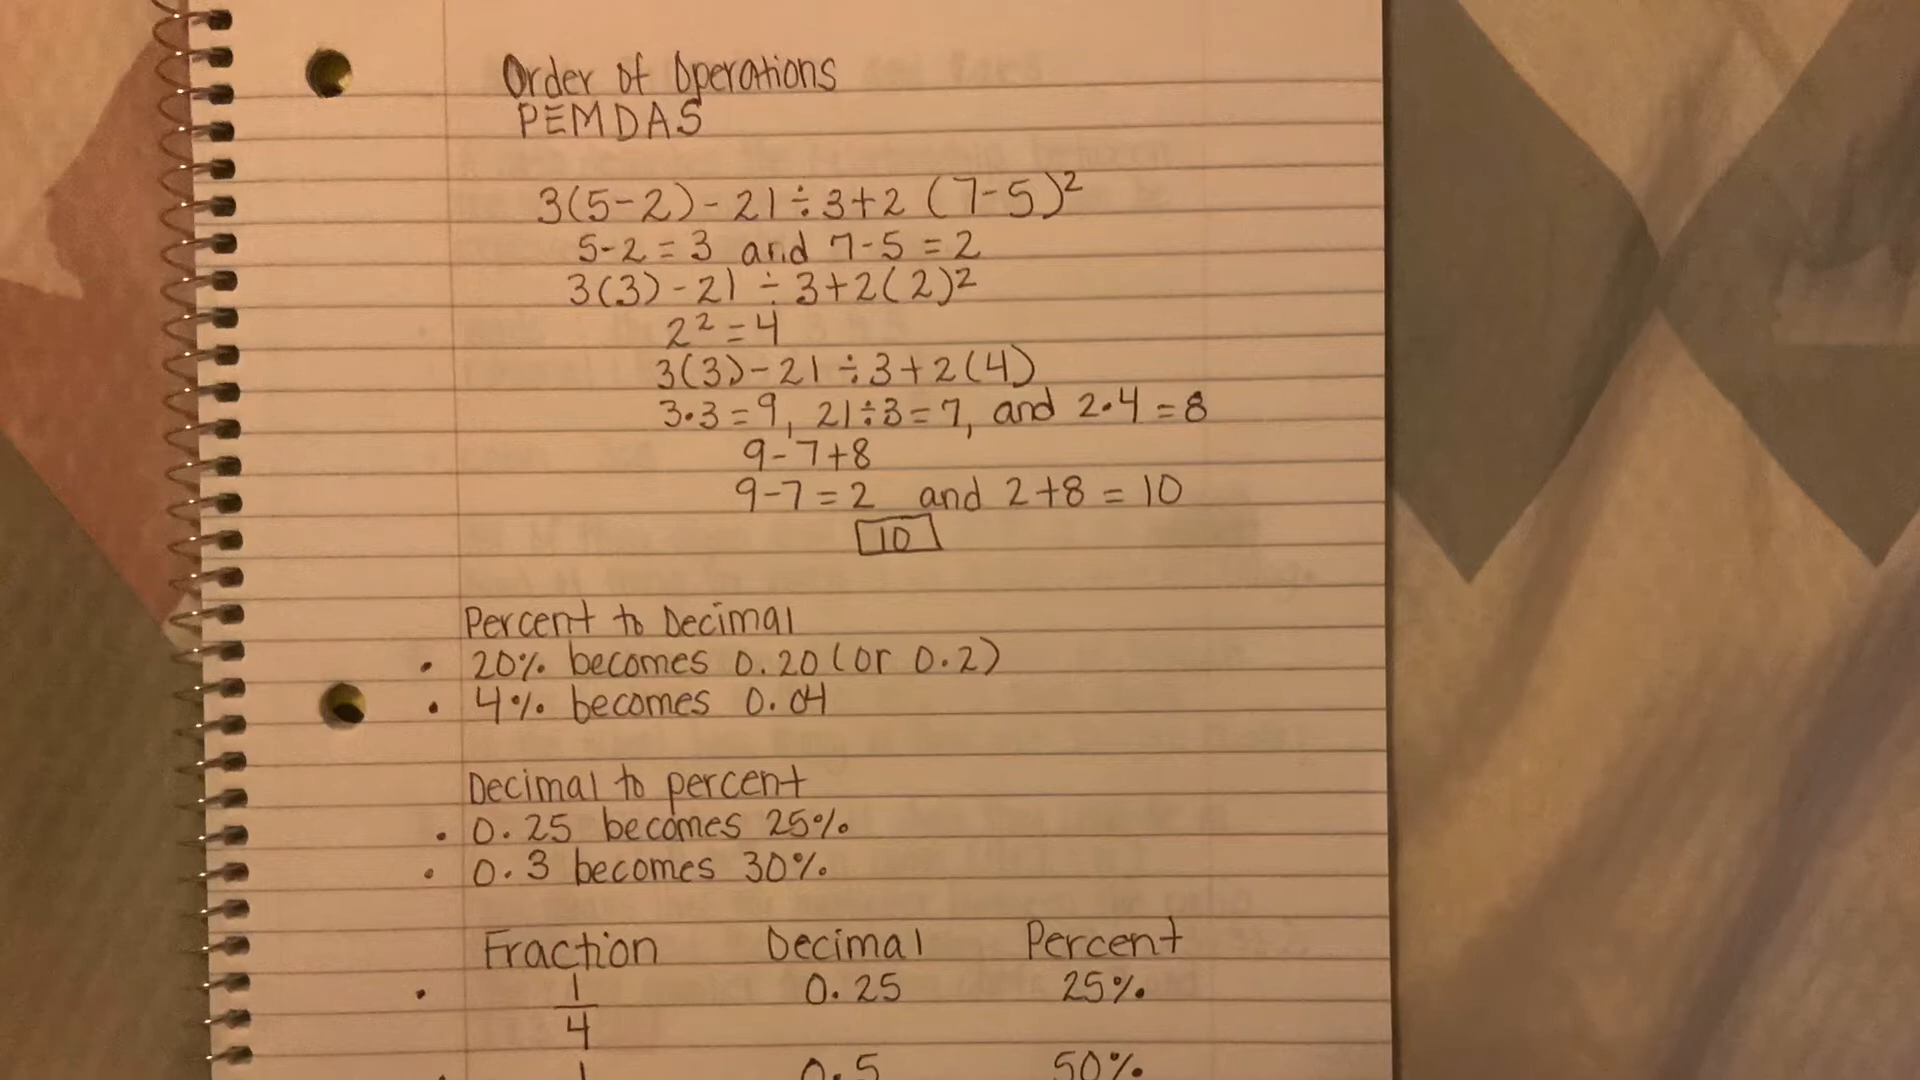 Order of Operations
PEMDAS
3(5-2)-21÷3+2(7-5)²
5-2=3 and 7-5=2
3(3)-21÷3+2(2)²
2²=4
3(3)-21÷3+2(4)
3•3=9, 21÷3=7, and 2•4=8
9-7+8
9-7=2 and 2+8=10
10
Percent to Decimal
• 20% becomes 0.20 (or 0.2)
• 4% becomes 0.04
Decimal to percent
• 0.25 becomes 25%
• 0.3 becomes 30%
Fraction Decimal Percent
• 1/4 0.25 25%
• 1 0.5 50%